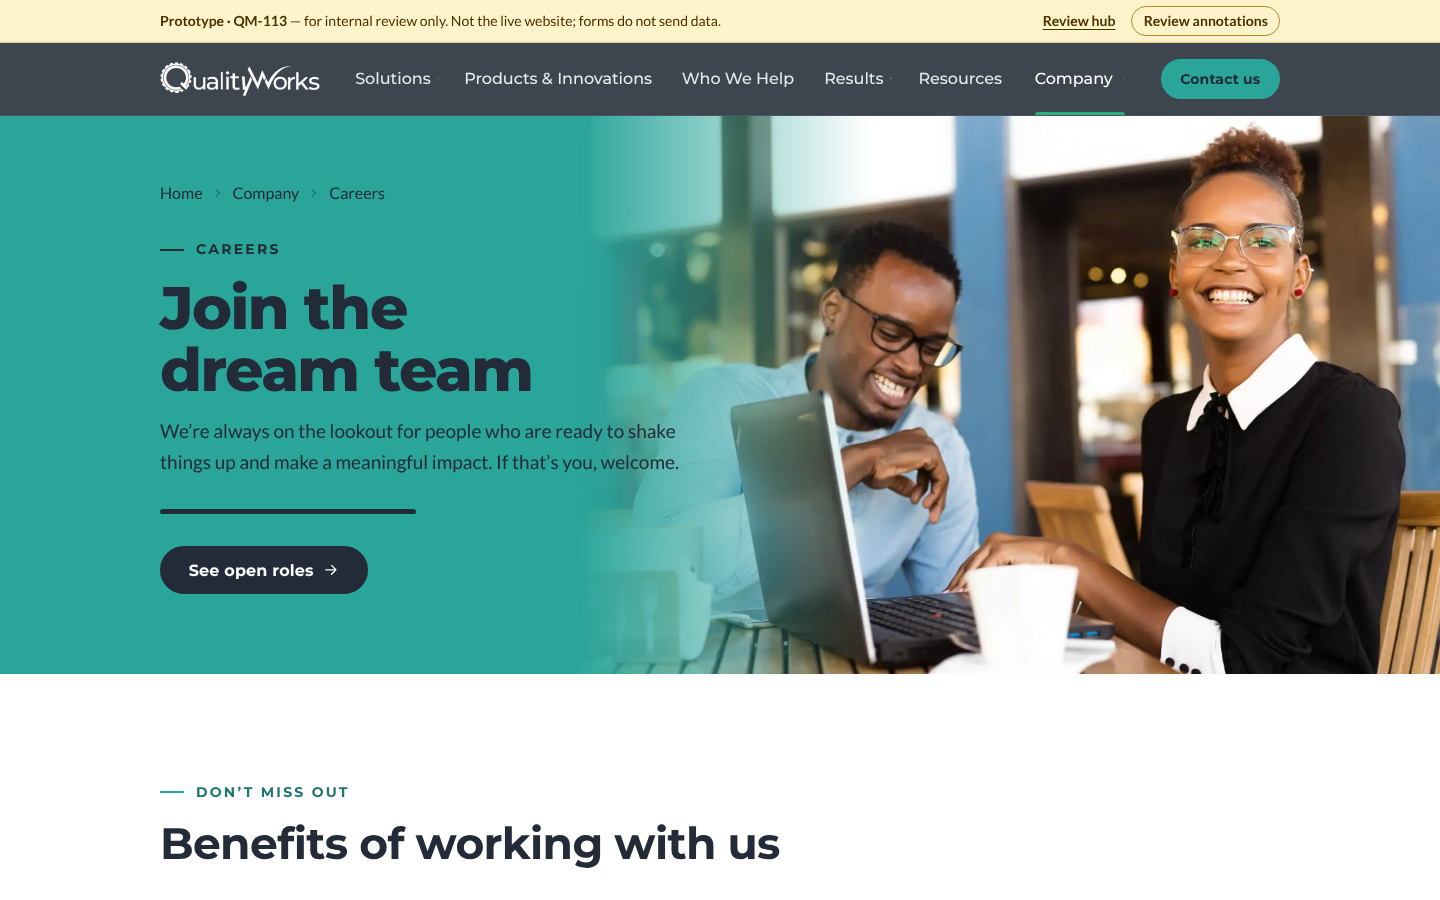 Prototype · QM-113 — for internal review only. Not the live website; forms do not send data.
Review hub
Review annotations
QualityWorks
Solutions
Products & Innovations
Who We Help
Results
Resources
Company
Contact us
Home
Company
Careers
CAREERS
Join the
dream team
We’re always on the lookout for people who are ready to shake
things up and make a meaningful impact. If that’s you, welcome.
See open roles →
DON’T MISS OUT
Benefits of working with us